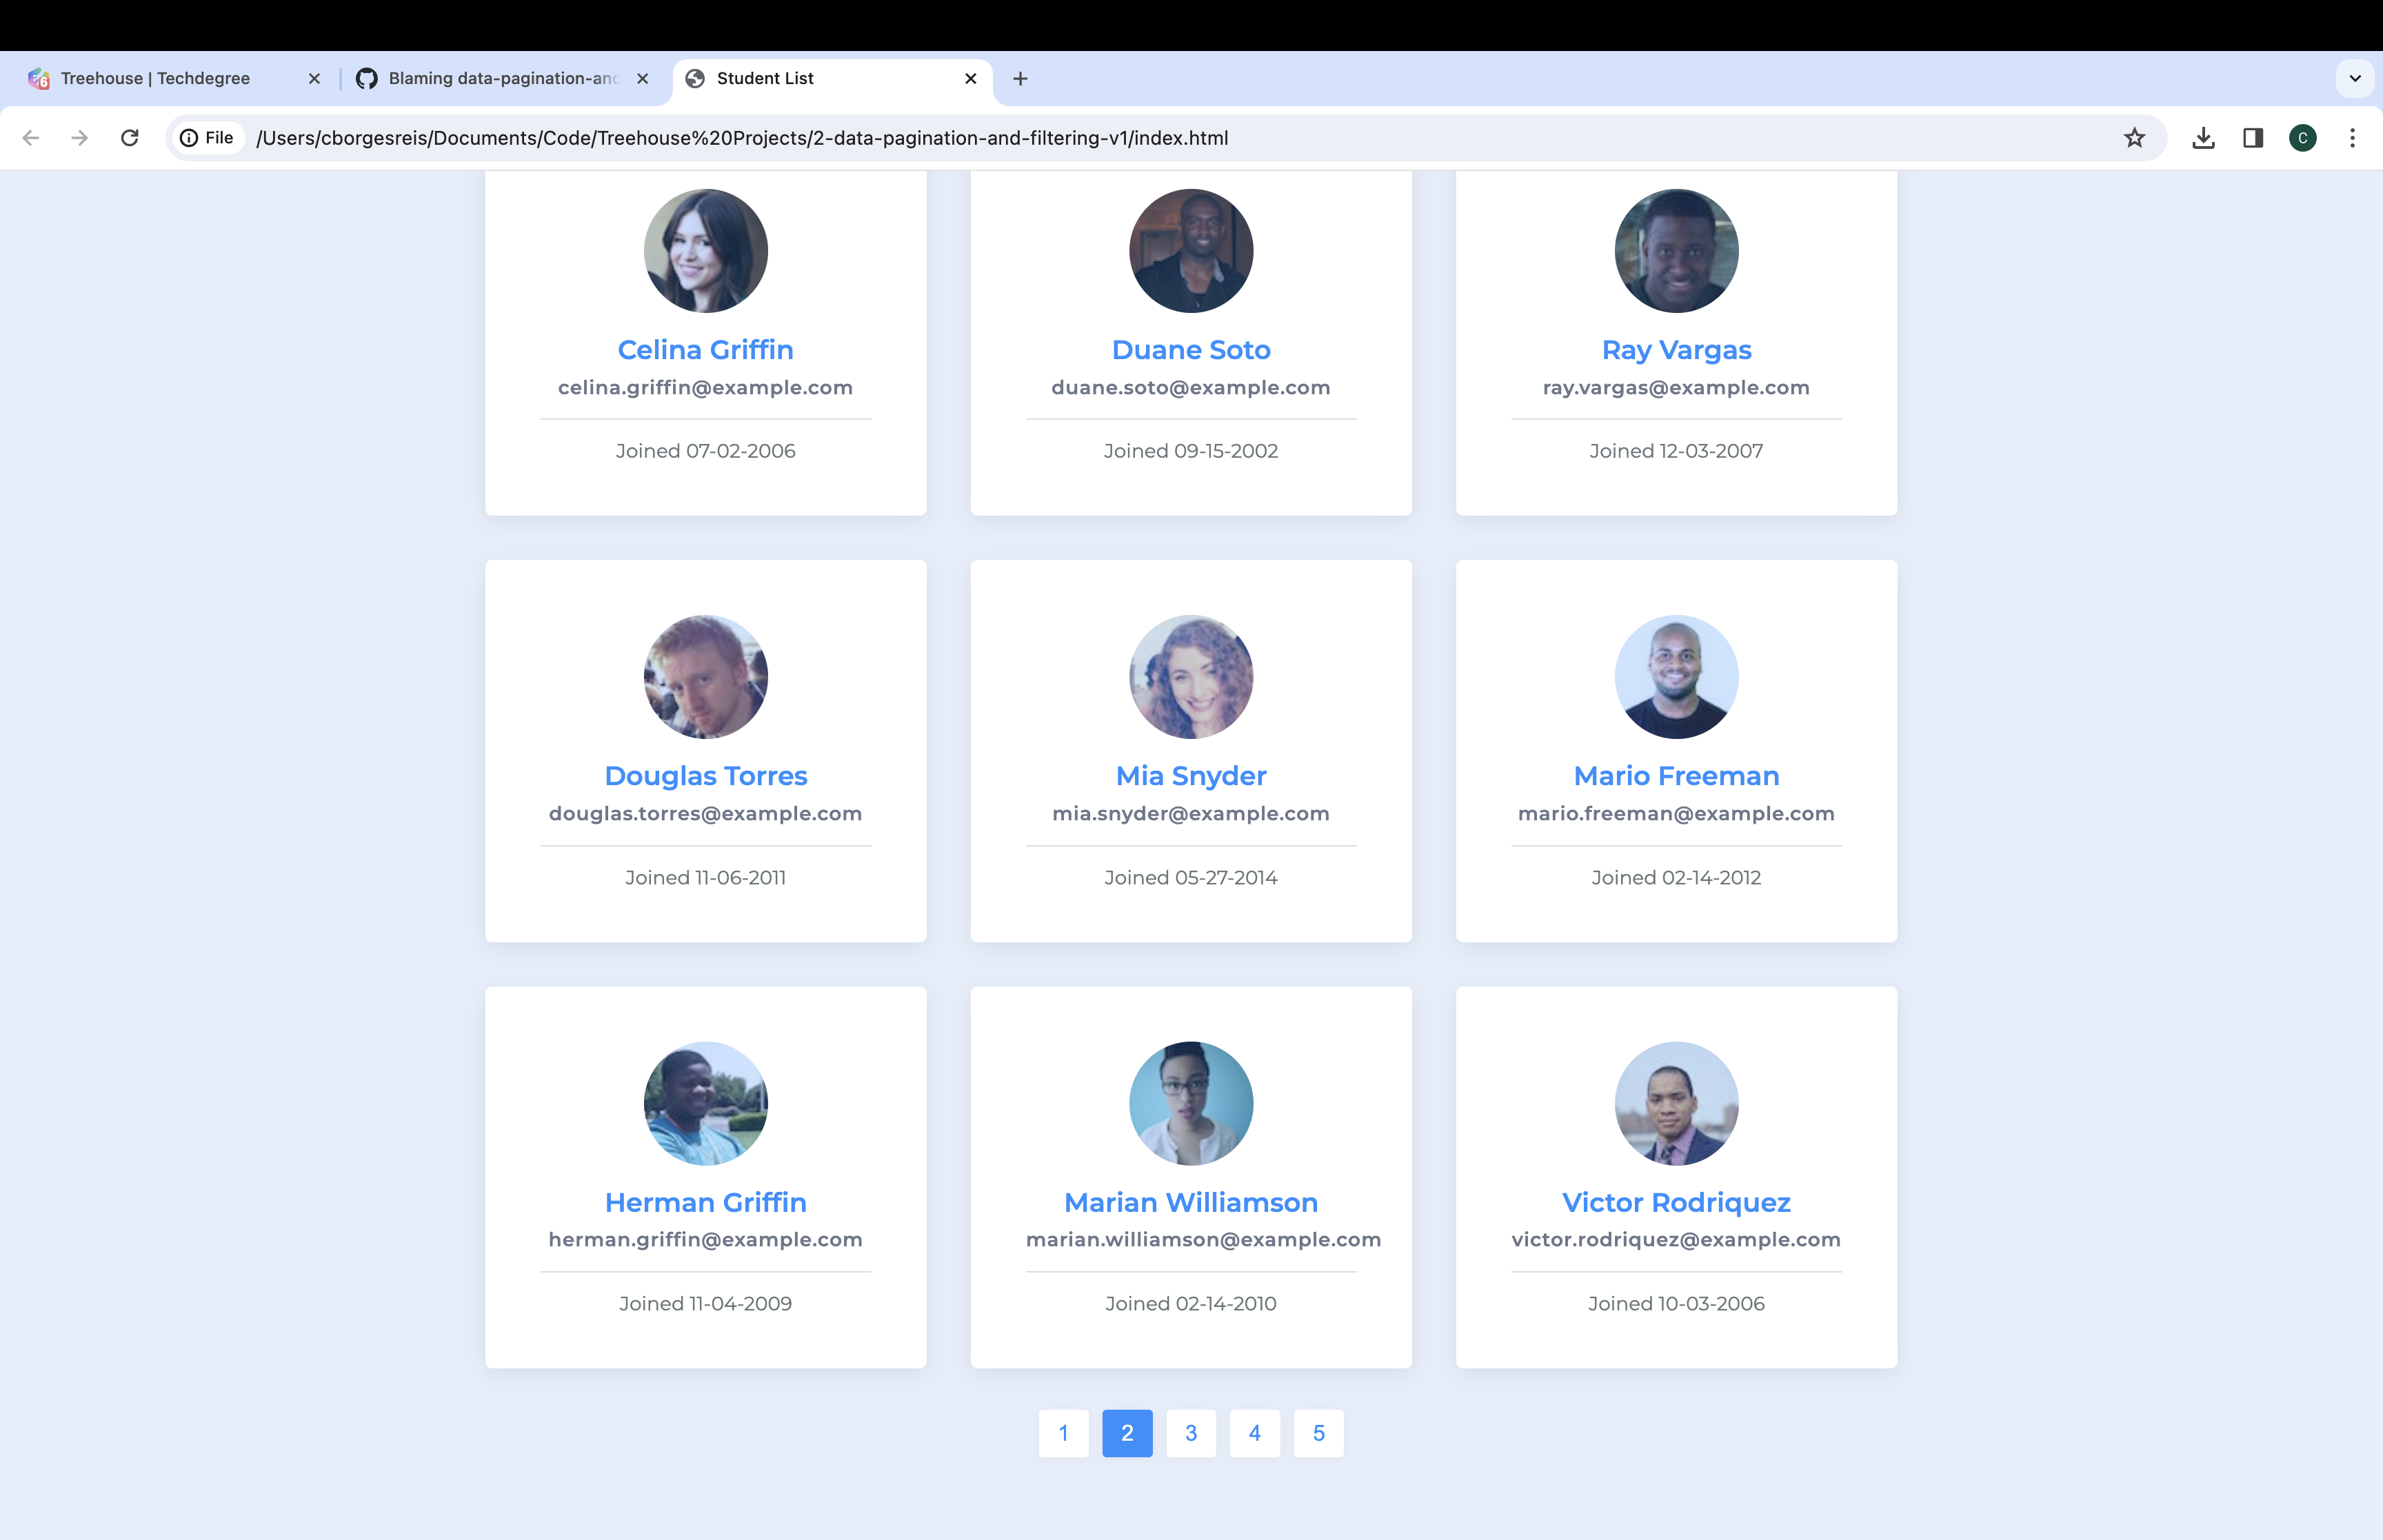 Treehouse | Techdegree
Blaming data-pagination-and
Student List
File
/Users/cborgesreis/Documents/Code/Treehouse%20Projects/2-data-pagination-and-filtering-v1/index.html
C
Celina Griffin
celina.griffin@example.com
Joined 07-02-2006
Duane Soto
duane.soto@example.com
Joined 09-15-2002
Ray Vargas
ray.vargas@example.com
Joined 12-03-2007
Douglas Torres
douglas.torres@example.com
Joined 11-06-2011
Mia Snyder
mia.snyder@example.com
Joined 05-27-2014
Mario Freeman
mario.freeman@example.com
Joined 02-14-2012
Herman Griffin
herman.griffin@example.com
Joined 11-04-2009
Marian Williamson
marian.williamson@example.com
Joined 02-14-2010
Victor Rodriquez
victor.rodriquez@example.com
Joined 10-03-2006
1 2 3 4 5